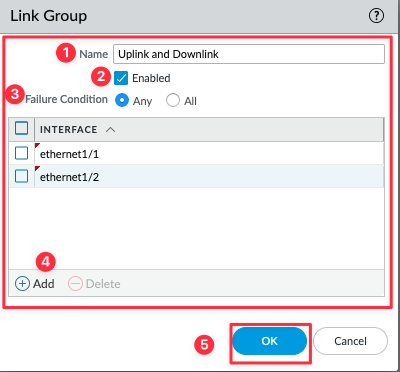 Link Group ?
1 Name Uplink and Downlink
2 Enabled
3 Failure Condition Any All
INTERFACE
ethernet1/1
ethernet1/2
4
Add Delete
5 OK Cancel